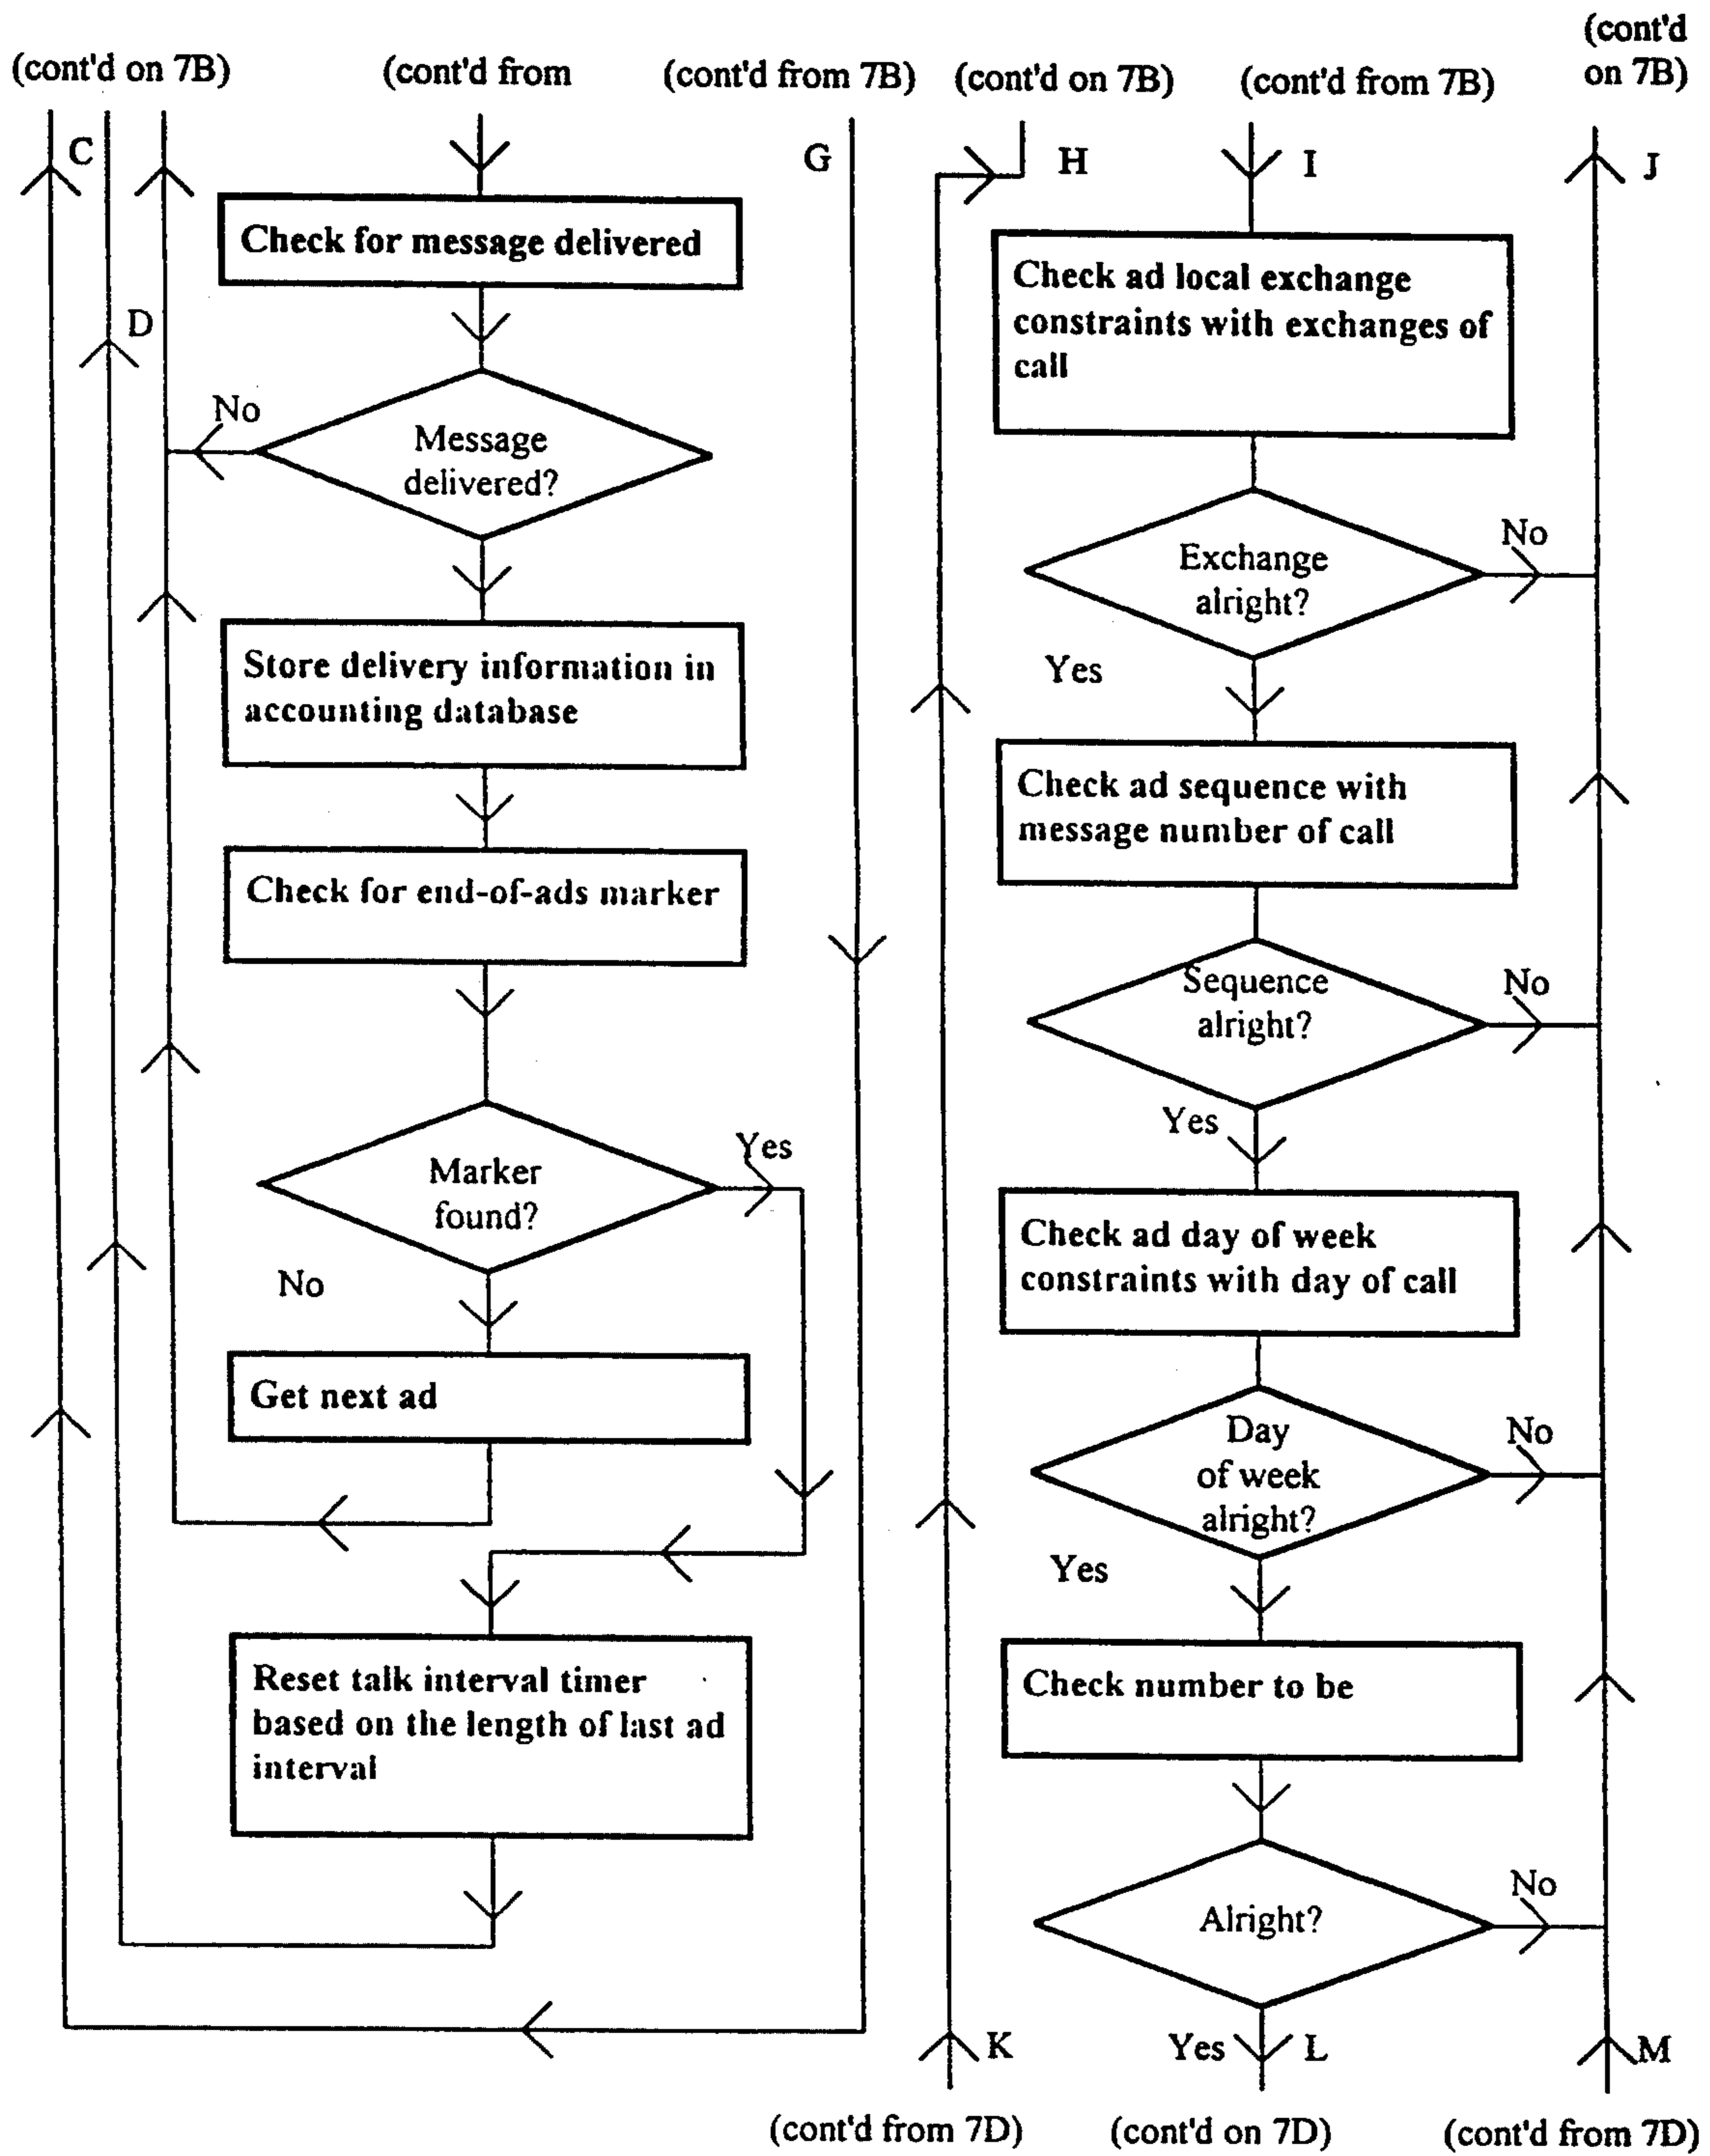 (cont'd on 7B)
(cont'd from
(cont'd from 7B)
(cont'd on 7B)
(cont'd from 7B)
(cont'd
on 7B)
C
D
G
H
I
J
Check for message delivered
No
Message
delivered?
Store delivery information in
accounting database
Check for end-of-ads marker
Marker
found?
Yes
No
Get next ad
Reset talk interval timer
based on the length of last ad
interval
Check ad local exchange
constraints with exchanges of
call
Exchange
alright?
No
Yes
Check ad sequence with
message number of call
Sequence
alright?
No
Yes
Check ad day of week
constraints with day of call
Day
of week
alright?
No
Yes
Check number to be
Alright?
No
K
Yes
L
M
(cont'd from 7D)
(cont'd on 7D)
(cont'd from 7D)